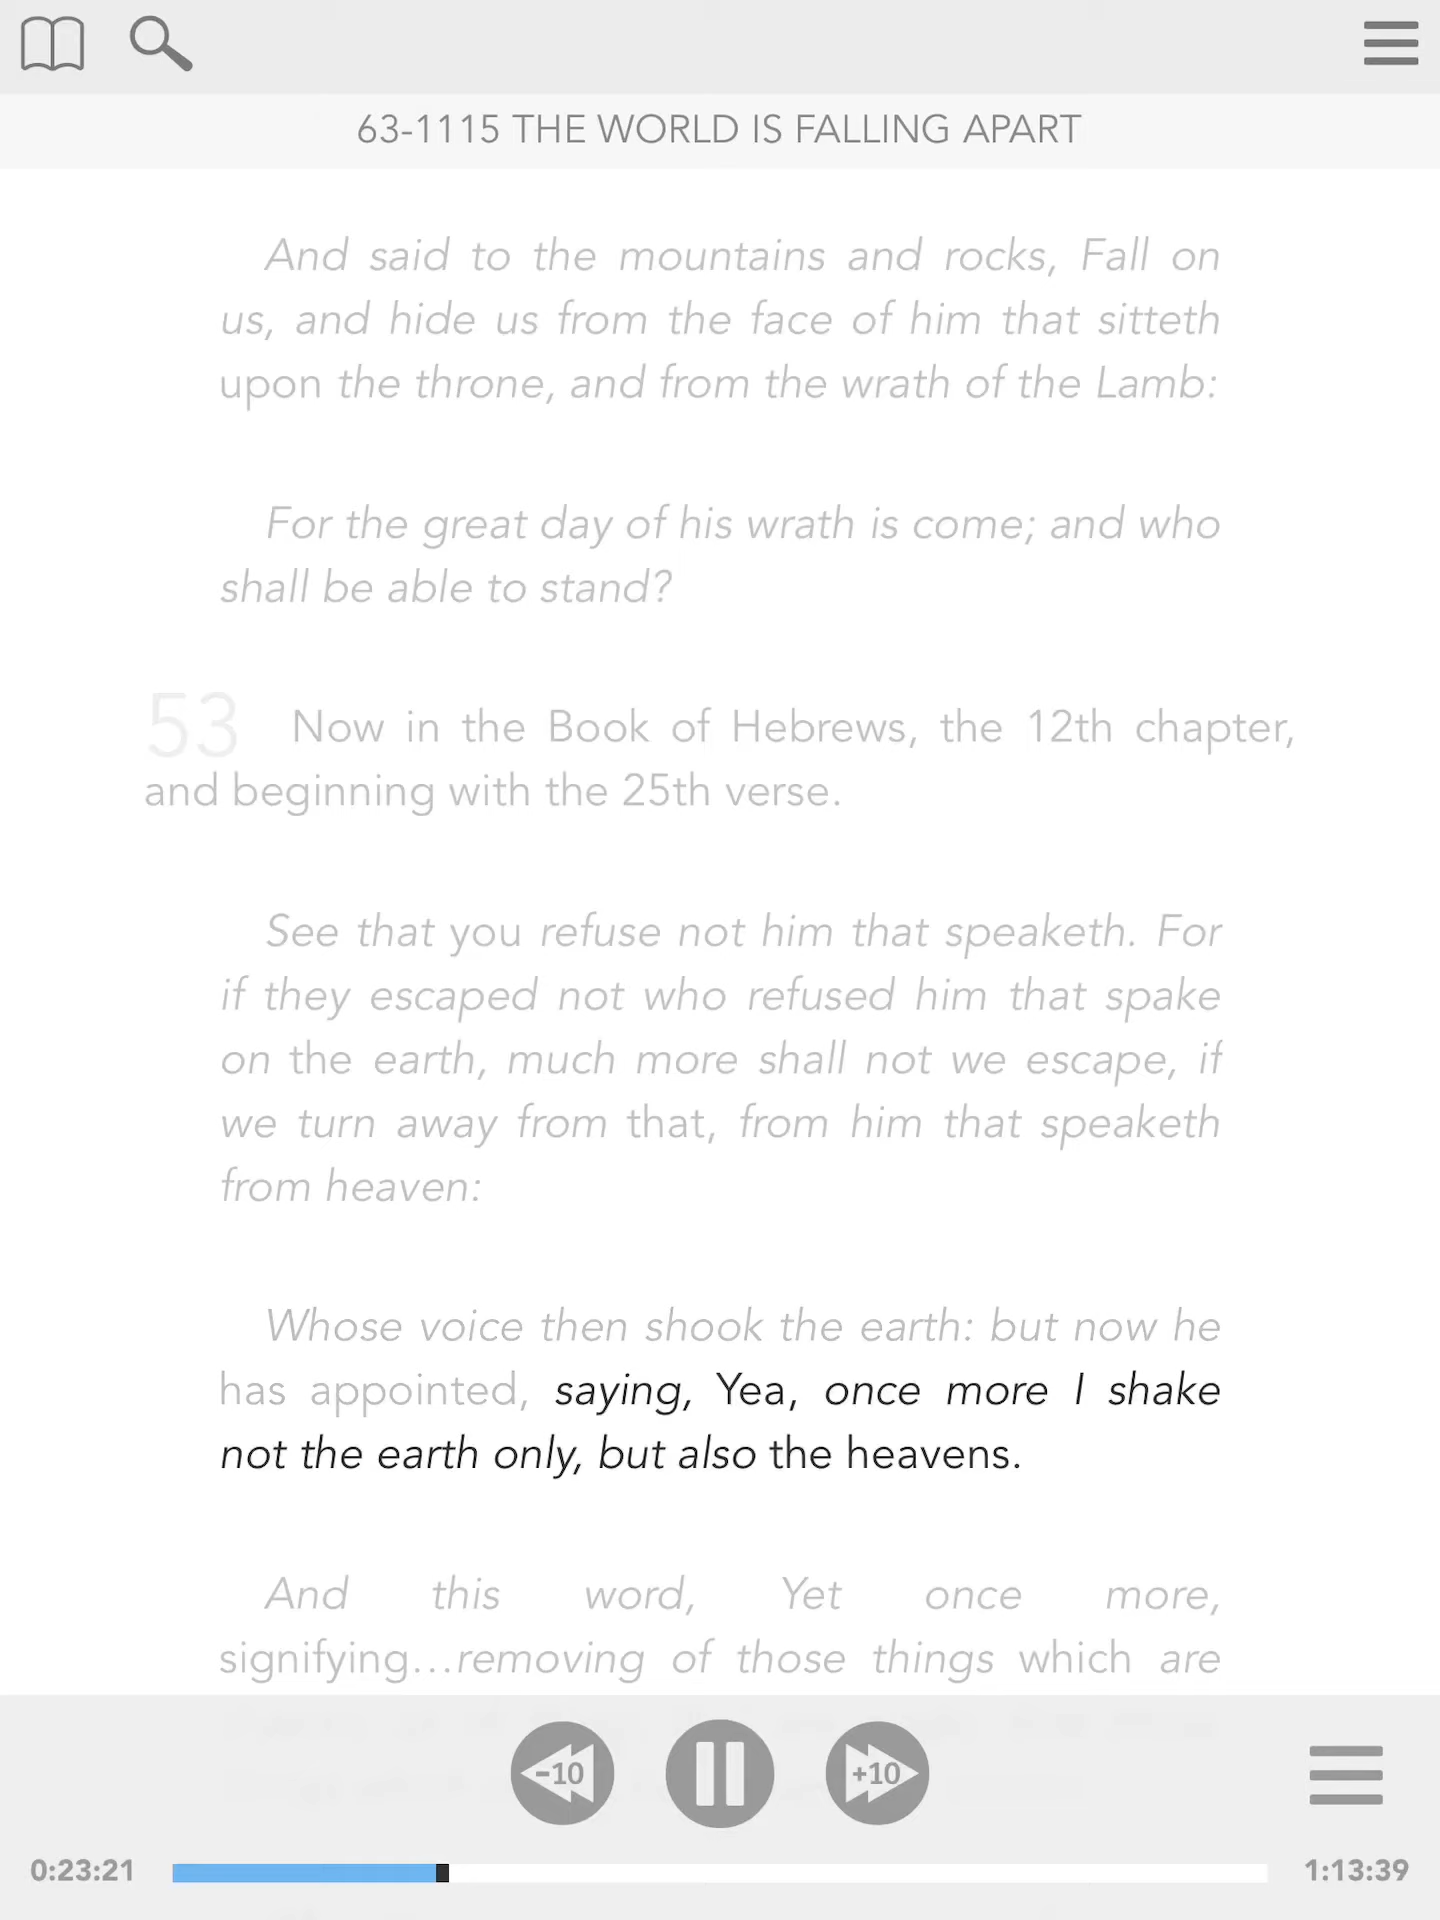 63-1115 THE WORLD IS FALLING APART
And said to the mountains and rocks, Fall on
us, and hide us from the face of him that sitteth
upon the throne, and from the wrath of the Lamb:
For the great day of his wrath is come; and who
shall be able to stand?
53 Now in the Book of Hebrews, the 12th chapter,
and beginning with the 25th verse.
See that you refuse not him that speaketh. For
if they escaped not who refused him that spake
on the earth, much more shall not we escape, if
we turn away from that, from him that speaketh
from heaven:
Whose voice then shook the earth: but now he
has appointed, saying, Yea, once more I shake
not the earth only, but also the heavens.
And this word, Yet once more,
signifying...removing of those things which are
-10 +10
0:23:21 1:13:39